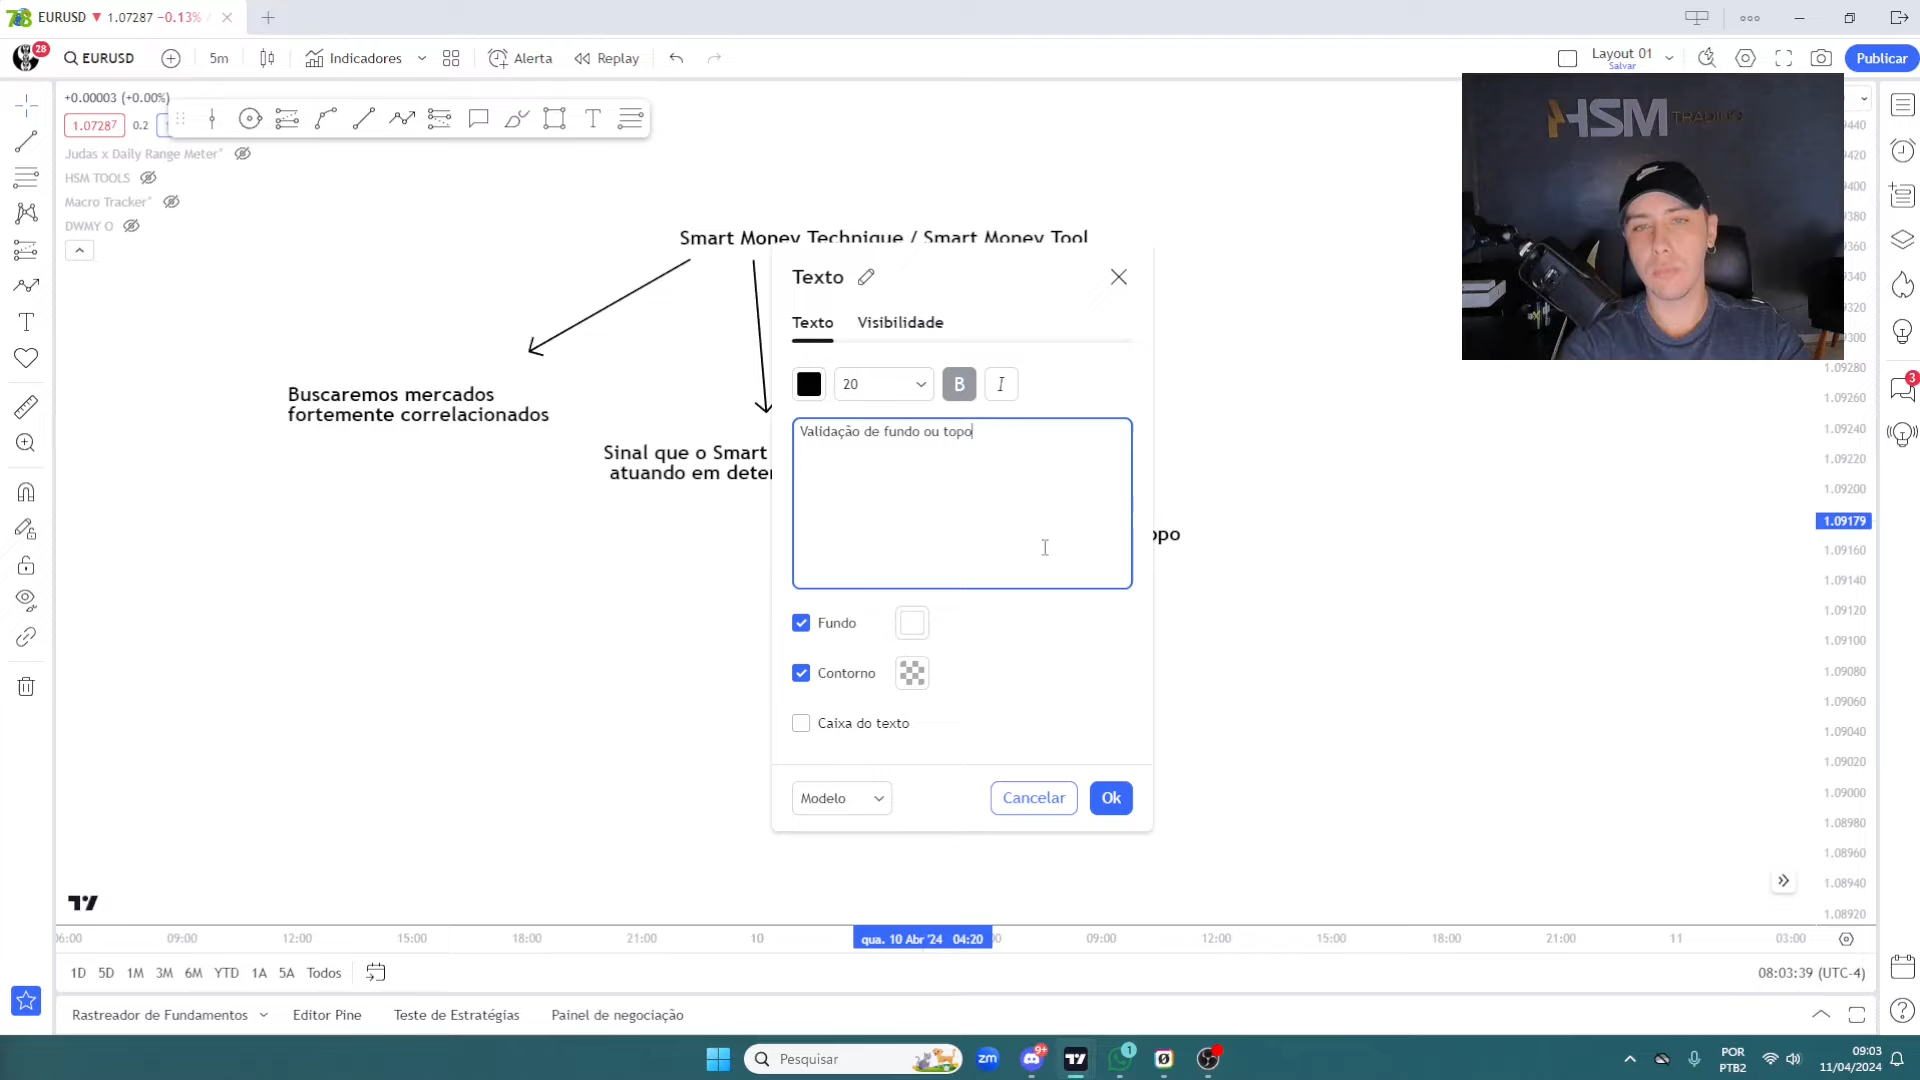 EURUSD ▼ 1.07287 −0.13% /
28
EURUSD
5m
Indicadores
Alerta
Replay
Layout 01
Salvar
Publicar
+0.00003 (+0.00%)
1.07287
0.2
Judas x Daily Range Meter*
HSM TOOLS
Macro Tracker*
DWMY O
HSM TRADING
Smart Money Technique / Smart Money Tool
Buscaremos mercados
fortemente correlacionados
Sinal que o Smart
atuando em deter
opo
Texto
Texto
Visibilidade
20
B
I
Validação de fundo ou topo
Fundo
Contorno
Caixa do texto
Modelo
Cancelar
Ok
1.09280
1.09260
1.09240
1.09220
1.09200
1.09179
1.09160
1.09140
1.09120
1.09100
1.09080
1.09060
1.09040
1.09020
1.09000
1.08980
1.08960
1.08940
1.08920
3
06:00
09:00
12:00
15:00
18:00
21:00
10
qua. 10 Abr '24 04:20
09:00
12:00
15:00
18:00
21:00
11
03:00
1D
5D
1M
3M
6M
YTD
1A
5A
Todos
08:03:39 (UTC-4)
Rastreador de Fundamentos
Editor Pine
Teste de Estratégias
Painel de negociação
Pesquisar
zm
9+
1
POR
PTB2
09:03
11/04/2024